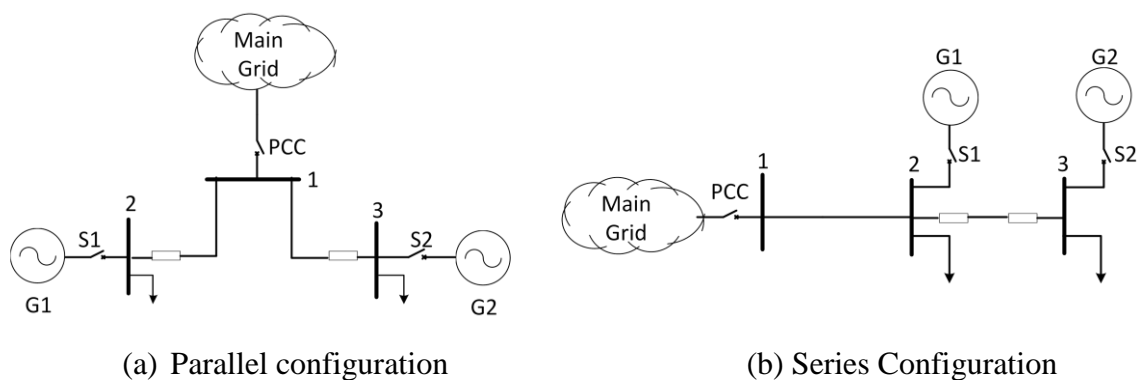 Main
Grid
PCC
1
2
3
S1
S2
G1
G2
(a) Parallel configuration
G1
G2
S1
S2
1
2
3
PCC
Main
Grid
(b) Series Configuration